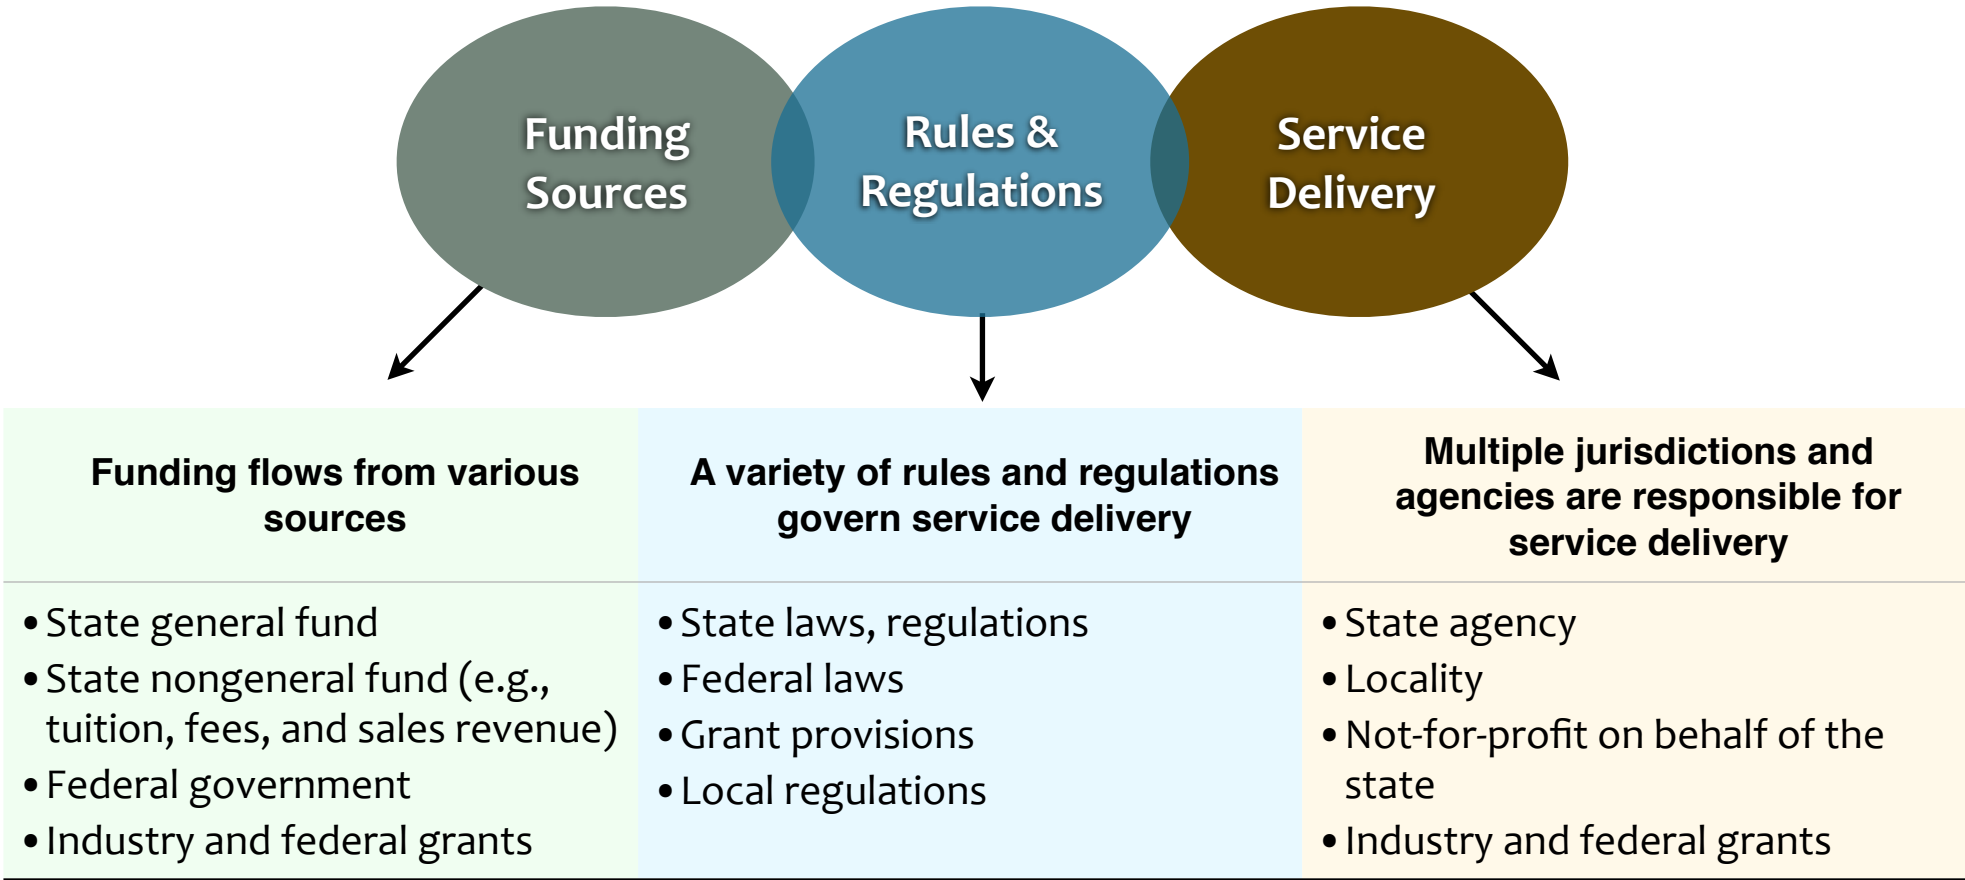 Funding
Sources
Rules &
Regulations
Service
Delivery
Funding flows from various
sources
A variety of rules and regulations
govern service delivery
Multiple jurisdictions and
agencies are responsible for
service delivery
• State general fund
• State nongeneral fund (e.g.,
tuition, fees, and sales revenue)
• Federal government
• Industry and federal grants
• State laws, regulations
• Federal laws
• Grant provisions
• Local regulations
• State agency
• Locality
• Not-for-profit on behalf of the
state
• Industry and federal grants